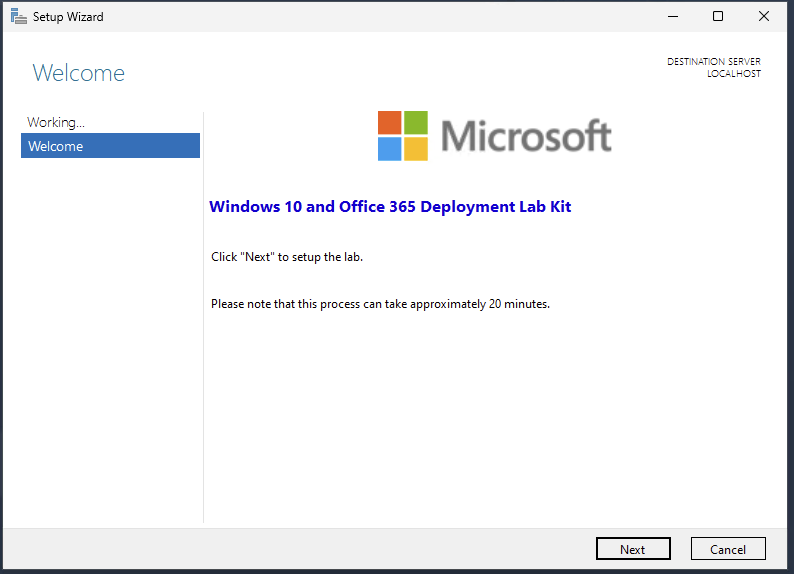 Setup Wizard
Welcome
DESTINATION SERVER
LOCALHOST
Working...
Welcome
Microsoft
Windows 10 and Office 365 Deployment Lab Kit
Click "Next" to setup the lab.
Please note that this process can take approximately 20 minutes.
Next
Cancel